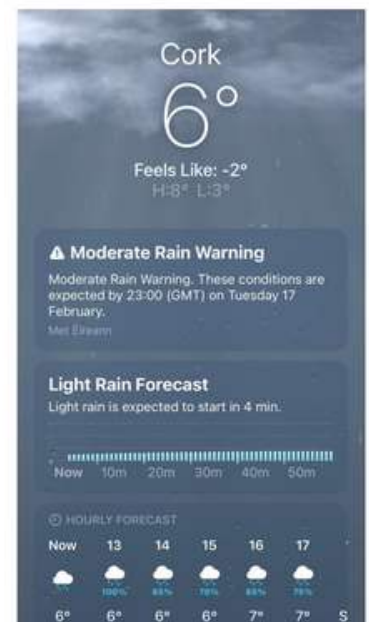 Cork
6°
Feels Like: -2°
H:8° L:3°
Moderate Rain Warning
Moderate Rain Warning. These conditions are
expected by 23:00 (GMT) on Tuesday 17
February.
Met Éireann
Light Rain Forecast
Light rain is expected to start in 4 min.
Now 10m 20m 30m 40m 50m
HOURLY FORECAST
Now 13 14 15 16 17
100% 85% 75%
6° 6° 6° 6° 7° 7° S